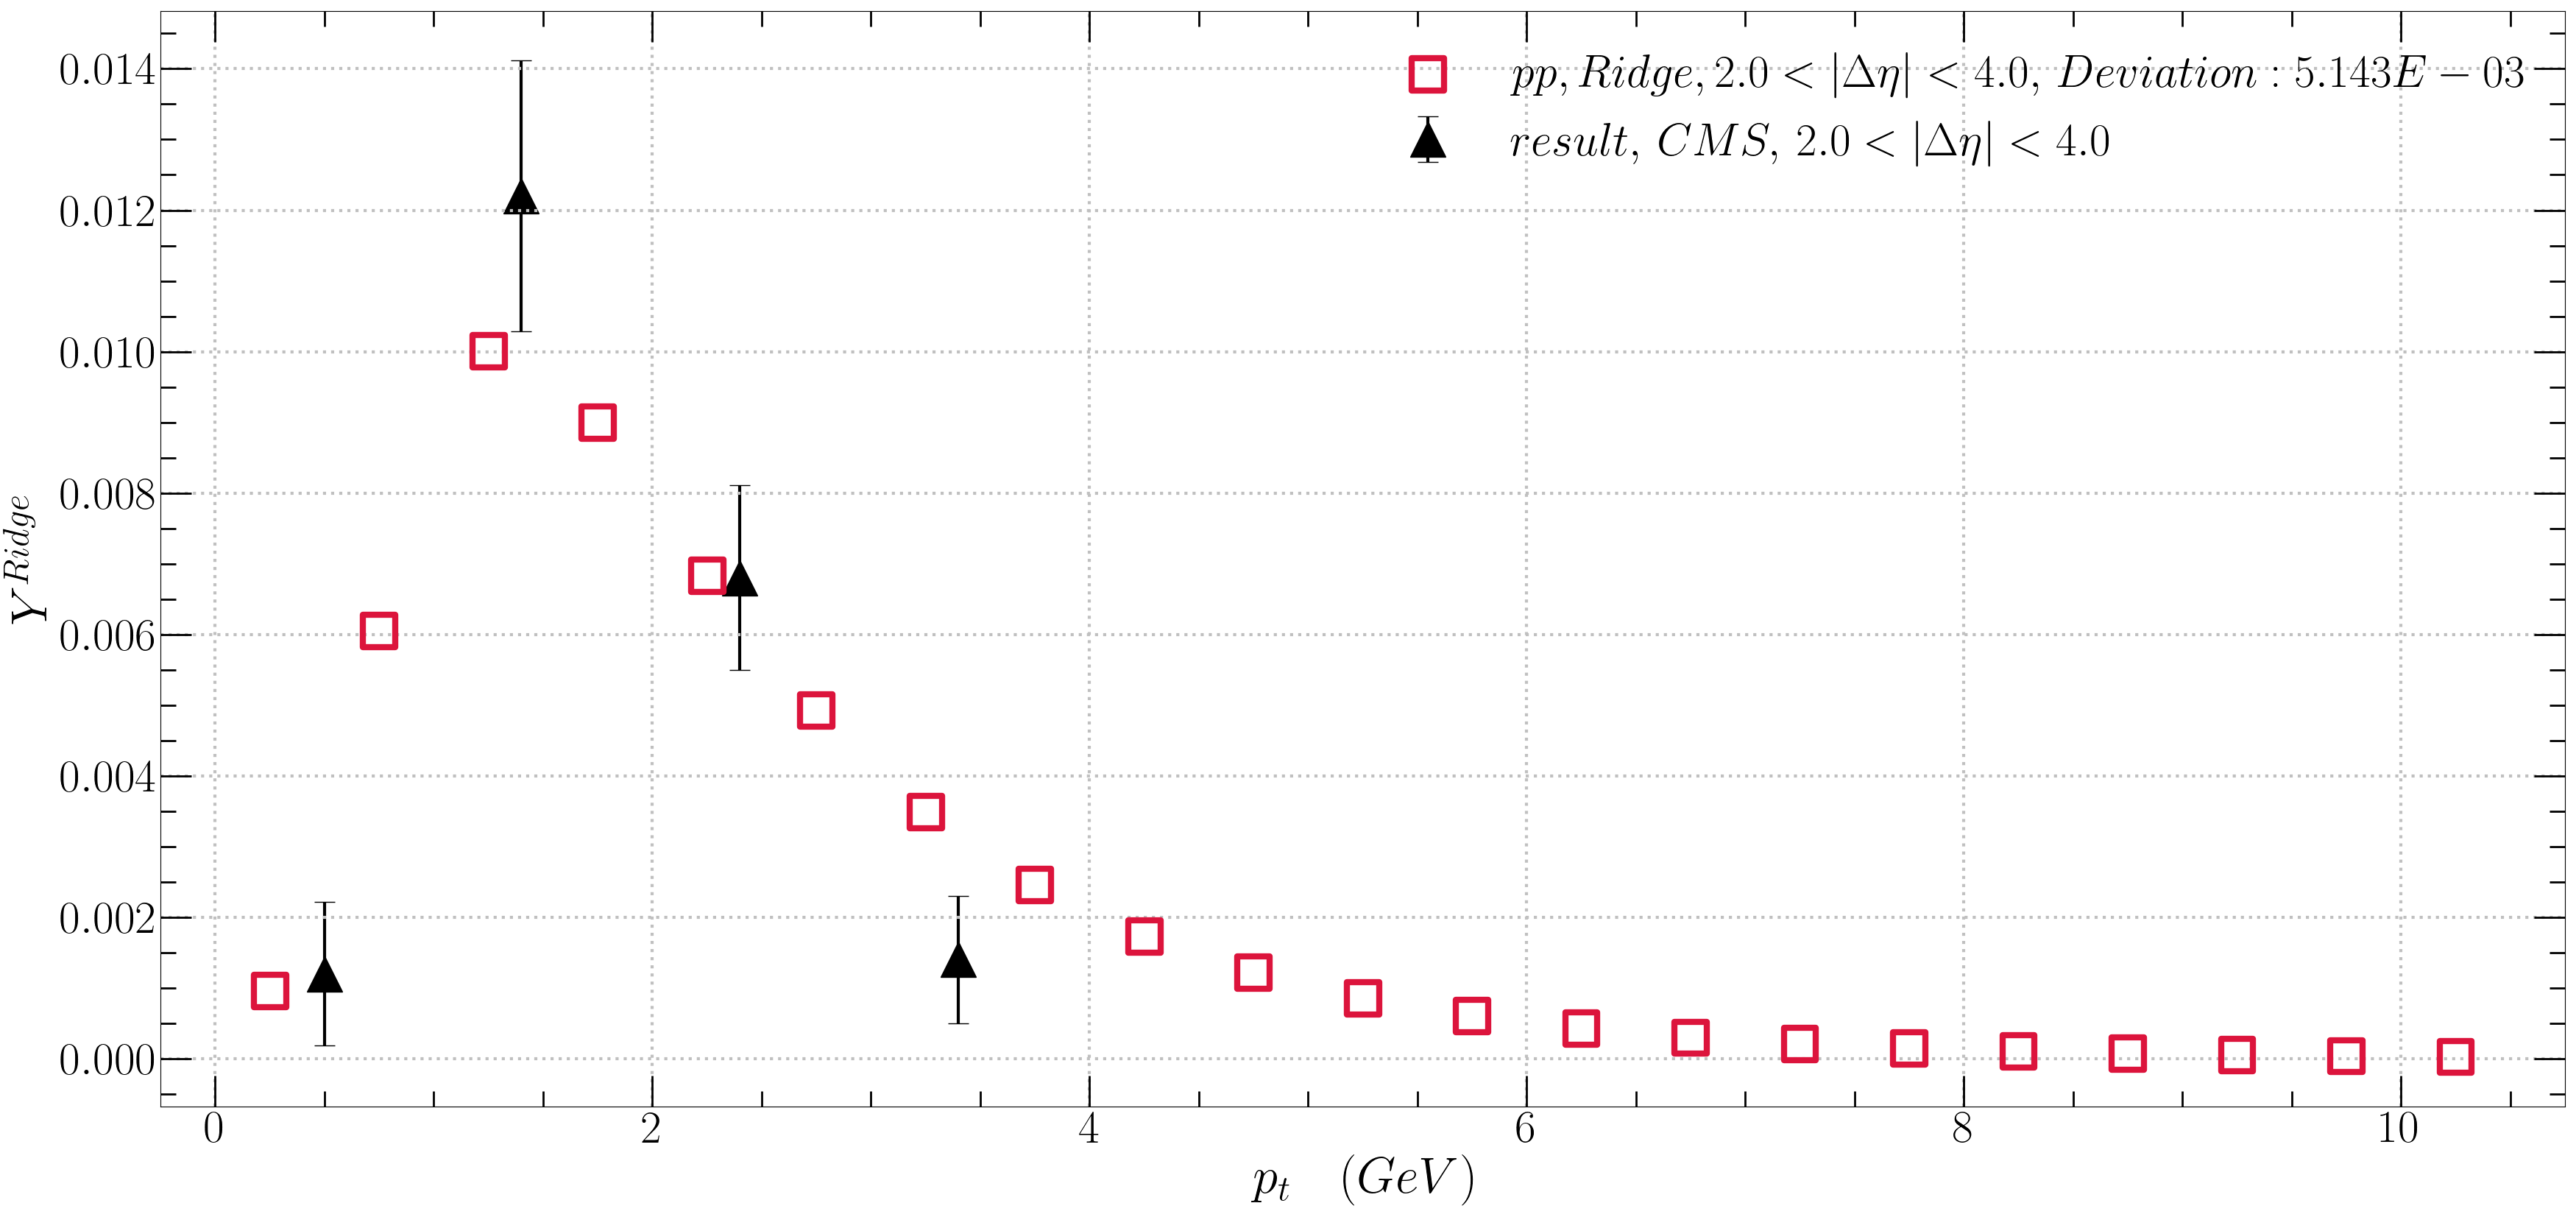 pp, Ridge, 2.0 < |Δη| < 4.0, Deviation : 5.143E − 03
result, CMS, 2.0 < |Δη| < 4.0
0.014
0.012
0.010
0.008
0.006
0.004
0.002
0.000
Y^{Ridge}
0 2 4 6 8 10
p_t (GeV)